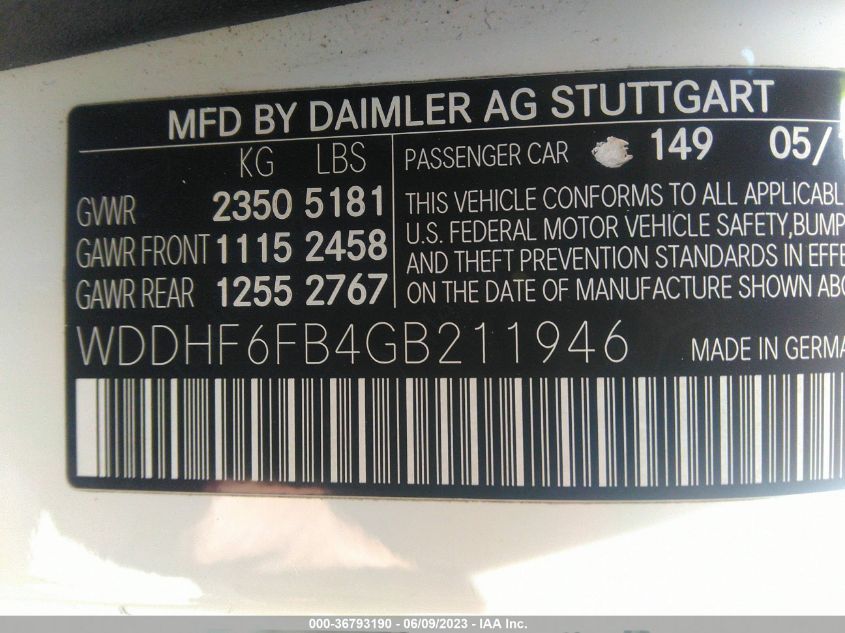 MFD BY DAIMLER AG STUTTGART
KG LBS
GVWR 2350 5181
GAWR FRONT 1115 2458
GAWR REAR 1255 2767
PASSENGER CAR 149 05/
THIS VEHICLE CONFORMS TO ALL APPLICABL
U.S. FEDERAL MOTOR VEHICLE SAFETY,BUMP
AND THEFT PREVENTION STANDARDS IN EFFE
ON THE DATE OF MANUFACTURE SHOWN ABO
WDDHF6FB4GB211946 MADE IN GERMA
000-36793190 - 06/09/2023 - IAA Inc.